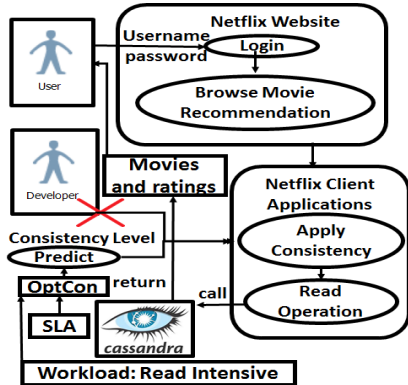 Netflix Website
Username
password
Login
User
Browse Movie
Recommendation
Movies
and ratings
Developer
Netflix Client
Applications
Consistency Level
Predict
Apply
Consistency
OptCon
return
call
Read
Operation
SLA
cassandra
Workload: Read Intensive